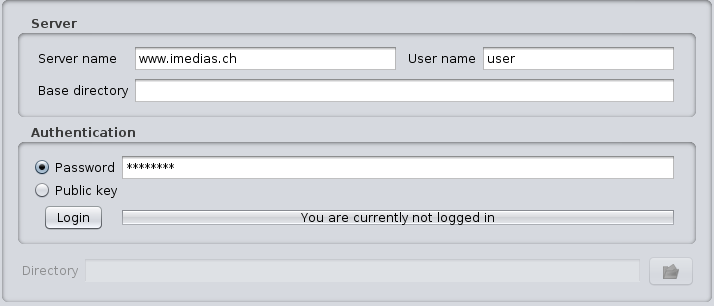 Server
Server name www.imedias.ch User name user
Base directory
Authentication
Password ********
Public key
Login You are currently not logged in
Directory